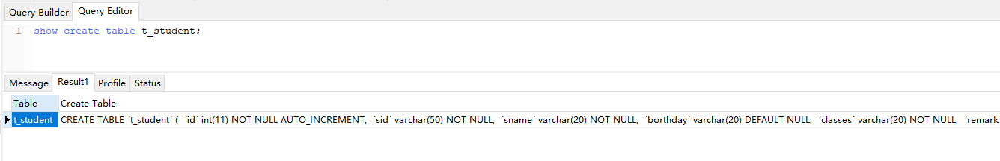 Query Builder Query Editor
1 show create table t_student;
Message Result1 Profile Status
Table Create Table
t_student CREATE TABLE `t_student` ( `id` int(11) NOT NULL AUTO_INCREMENT, `sid` varchar(50) NOT NULL, `sname` varchar(20) NOT NULL, `borthday` varchar(20) DEFAULT NULL, `classes` varchar(20) NOT NULL, `remark`